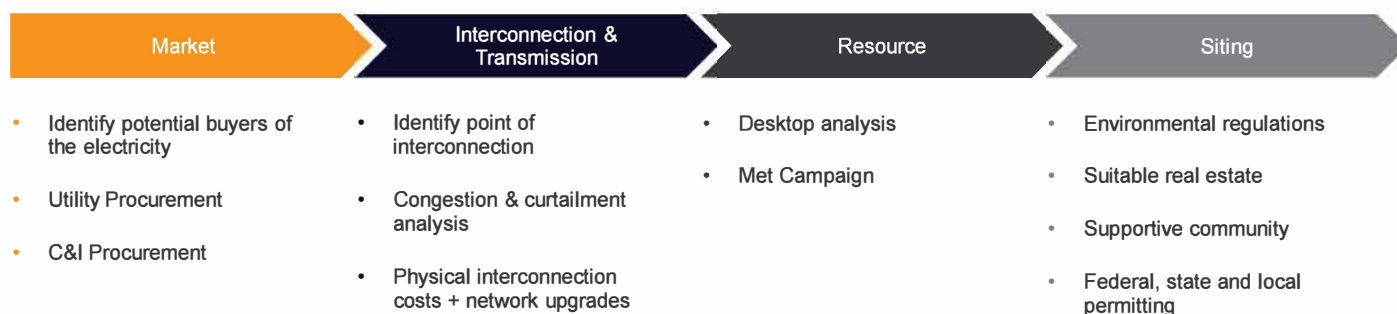 Market
Interconnection &
Transmission
Resource
Siting
• Identify potential buyers of
the electricity
• Utility Procurement
• C&I Procurement
• Identify point of
interconnection
• Congestion & curtailment
analysis
• Physical interconnection
costs + network upgrades
• Desktop analysis
• Met Campaign
• Environmental regulations
• Suitable real estate
• Supportive community
• Federal, state and local
permitting